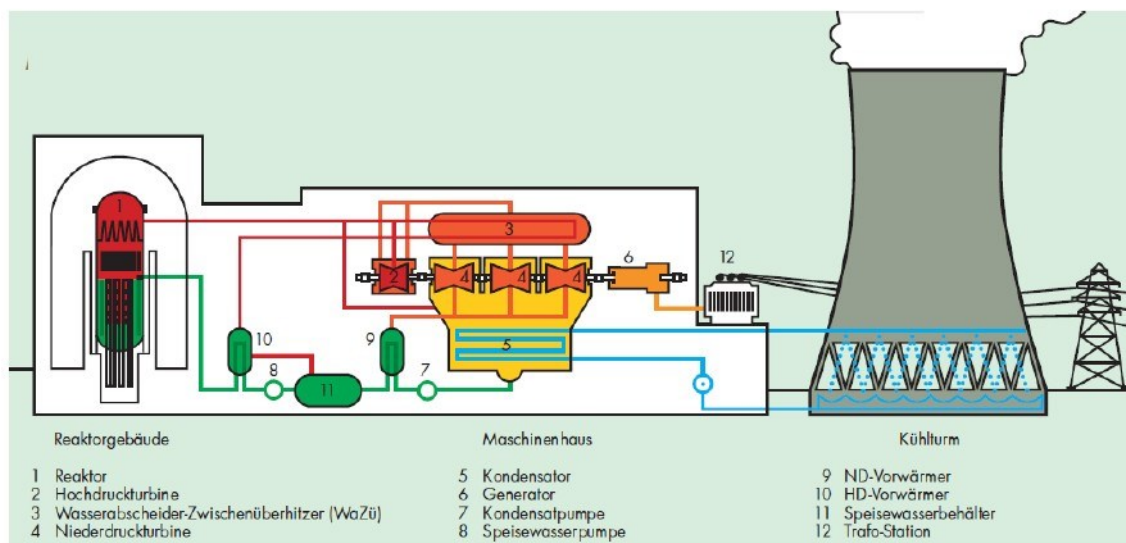 1
3
2
4
4
4
6
12
10
9
5
8
7
11
Reaktorgebäude
1 Reaktor
2 Hochdruckturbine
3 Wasserabscheider-Zwischenüberhitzer (WaZü)
4 Niederdruckturbine
Maschinenhaus
5 Kondensator
6 Generator
7 Kondensatpumpe
8 Speisewasserpumpe
Kühlturm
9 ND-Vorwärmer
10 HD-Vorwärmer
11 Speisewasserbehälter
12 Trafo-Station